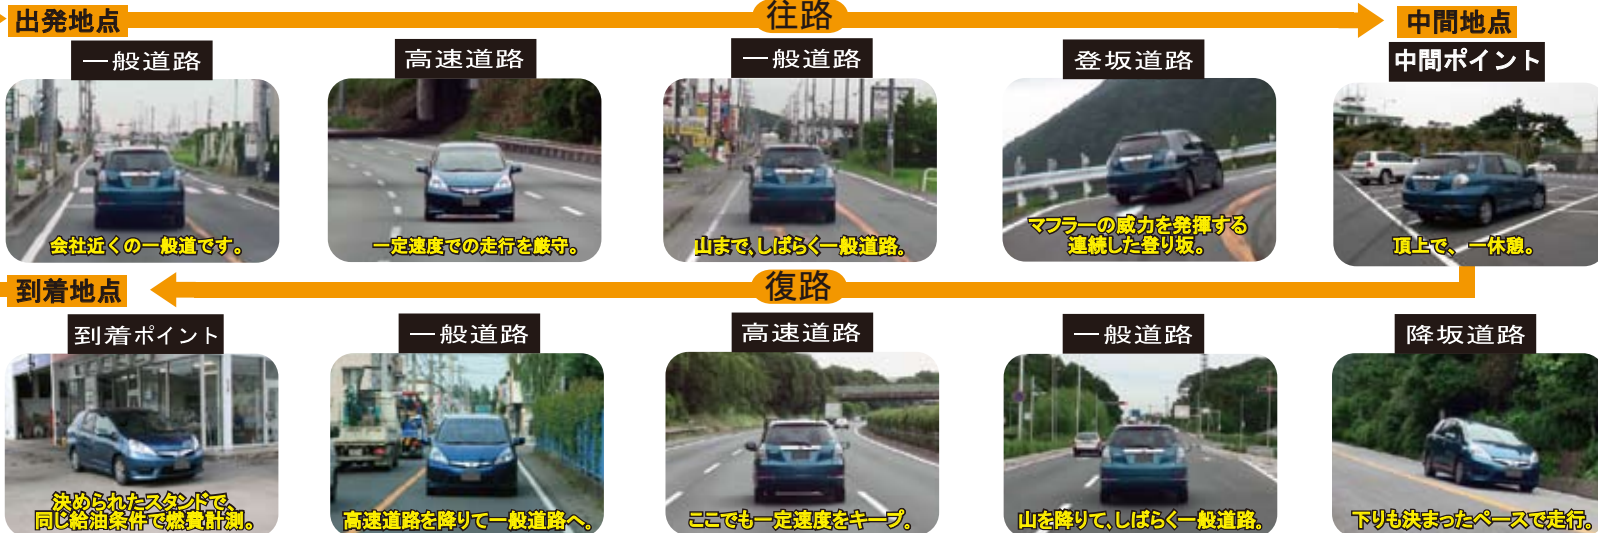 出発地点
往路
中間地点
一般道路
高速道路
一般道路
登坂道路
中間ポイント
会社近くの一般道です。
一定速度での走行を厳守。
山まで、しばらく一般道路。
マフラーの威力を発揮する
連続した登り坂。
頂上で、一休憩。
到着地点
復路
到着ポイント
一般道路
高速道路
一般道路
降坂道路
決められたスタンドで、
同じ給油条件で燃費計測。
高速道路を降りて一般道路へ。
ここでも一定速度をキープ。
山を降りて、しばらく一般道路。
下りも決まったペースで走行。